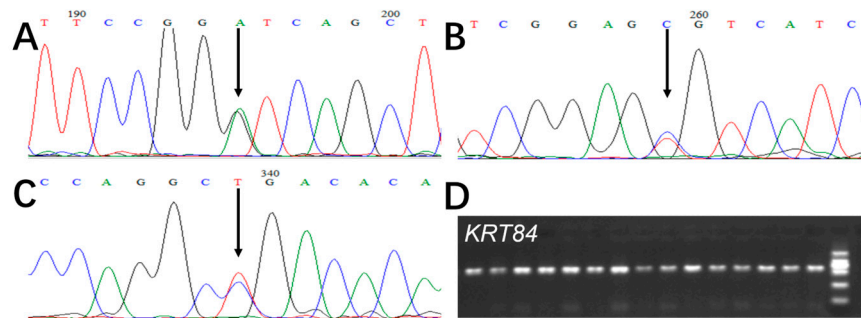 A
190
200
T T C C G G A T C A G C T
B
260
T C G G A G C G T C A T C
C
340
C C A G G C T G A C A C A
D
KRT84